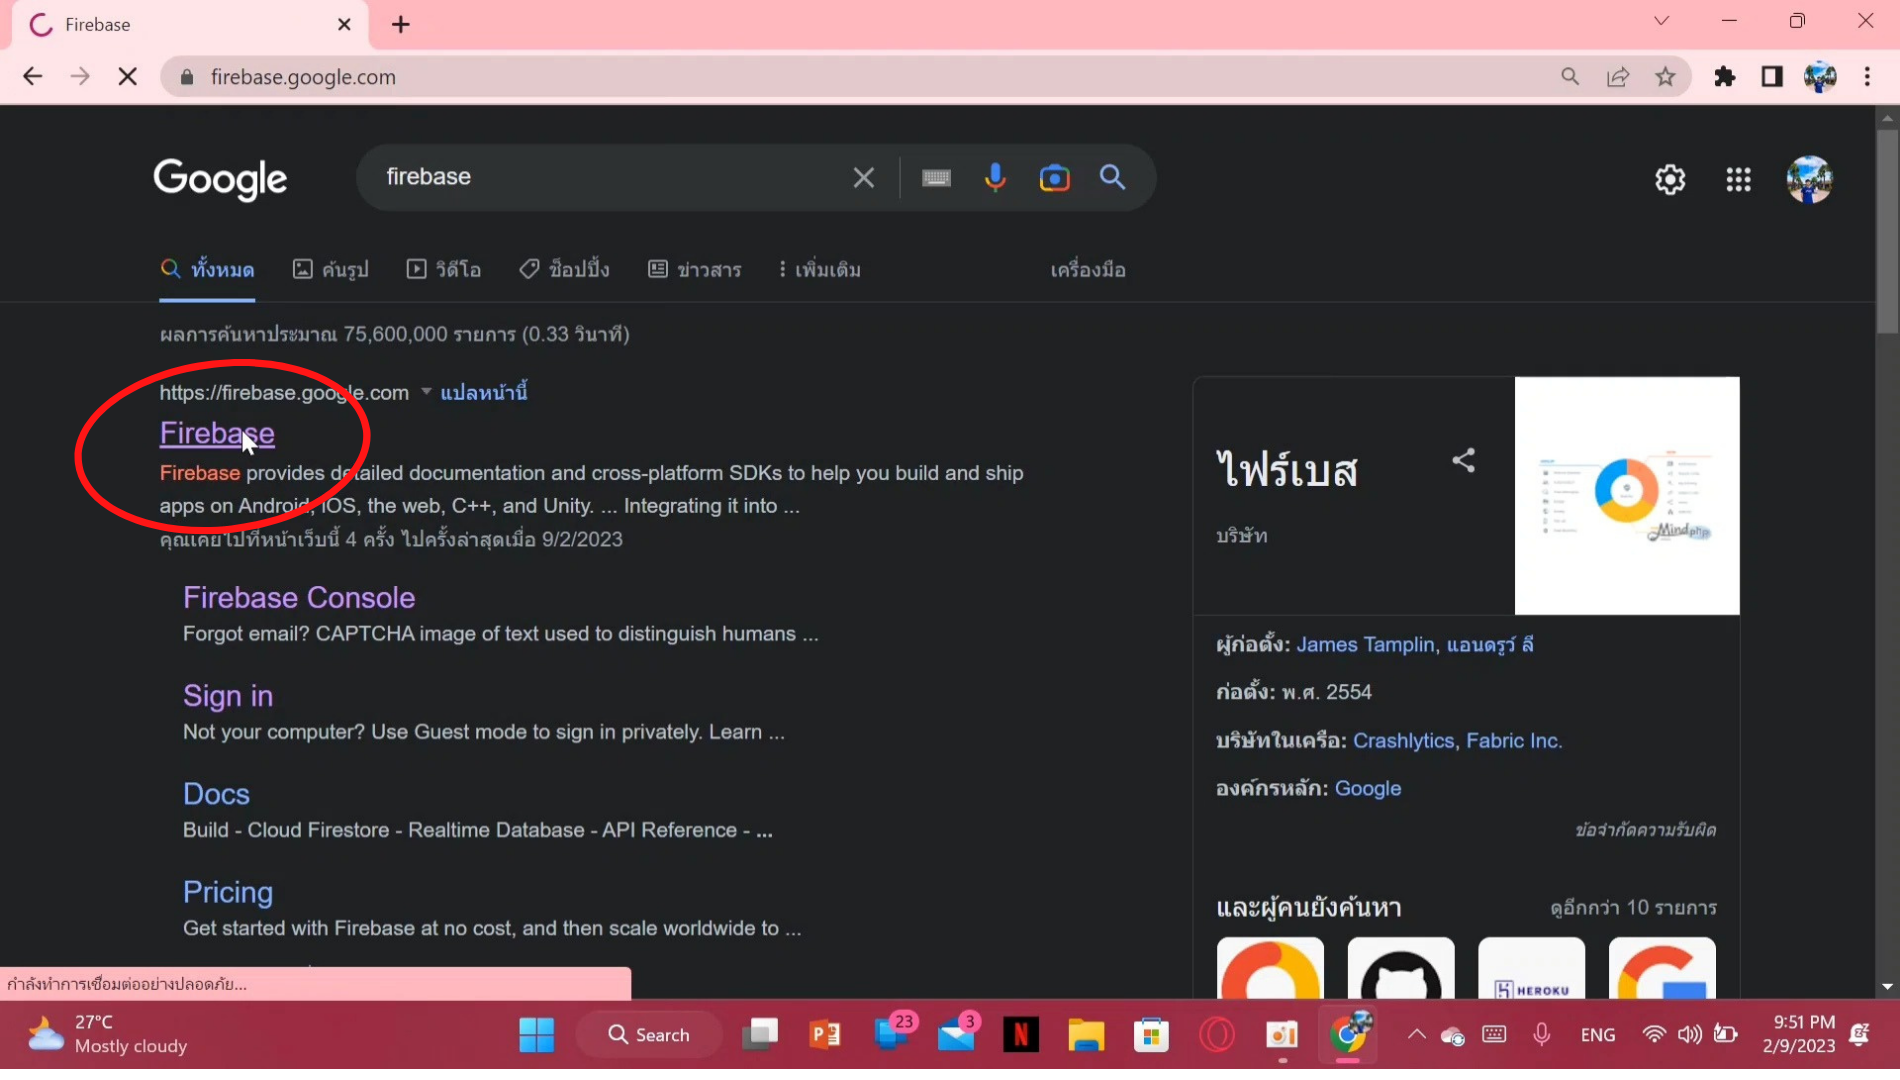 Firebase
firebase.google.com
Google
firebase
ทั้งหมด
ค้นรูป
วิดีโอ
ช็อปปิ้ง
ข่าวสาร
เพิ่มเติม
เครื่องมือ
ผลการค้นหาประมาณ 75,600,000 รายการ (0.33 วินาที)
https://firebase.google.com
แปลหน้านี้
Firebase
Firebase provides detailed documentation and cross-platform SDKs to help you build and ship
apps on Android, iOS, the web, C++, and Unity. ... Integrating it into ...
คุณเคยไปที่หน้าเว็บนี้ 4 ครั้ง ไปครั้งล่าสุดเมื่อ 9/2/2023
Firebase Console
Forgot email? CAPTCHA image of text used to distinguish humans ...
Sign in
Not your computer? Use Guest mode to sign in privately. Learn ...
Docs
Build - Cloud Firestore - Realtime Database - API Reference - ...
Pricing
Get started with Firebase at no cost, and then scale worldwide to ...
ไฟร์เบส
บริษัท
Mindphp
ผู้ก่อตั้ง: James Tamplin, แอนดรูว์ ลี
ก่อตั้ง: พ.ศ. 2554
บริษัทในเครือ: Crashlytics, Fabric Inc.
องค์กรหลัก: Google
ข้อจำกัดความรับผิด
และผู้คนยังค้นหา
ดูอีกกว่า 10 รายการ
HEROKU
กำลังทำการเชื่อมต่ออย่างปลอดภัย...
27°C
Mostly cloudy
Search
23
3
N
ENG
9:51 PM
2/9/2023